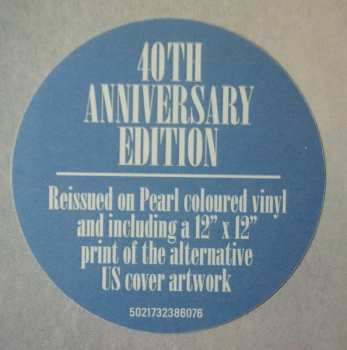 40TH
ANNIVERSARY
EDITION
Reissued on Pearl coloured vinyl
and including a 12” x 12”
print of the alternative
US cover artwork
5021732386076